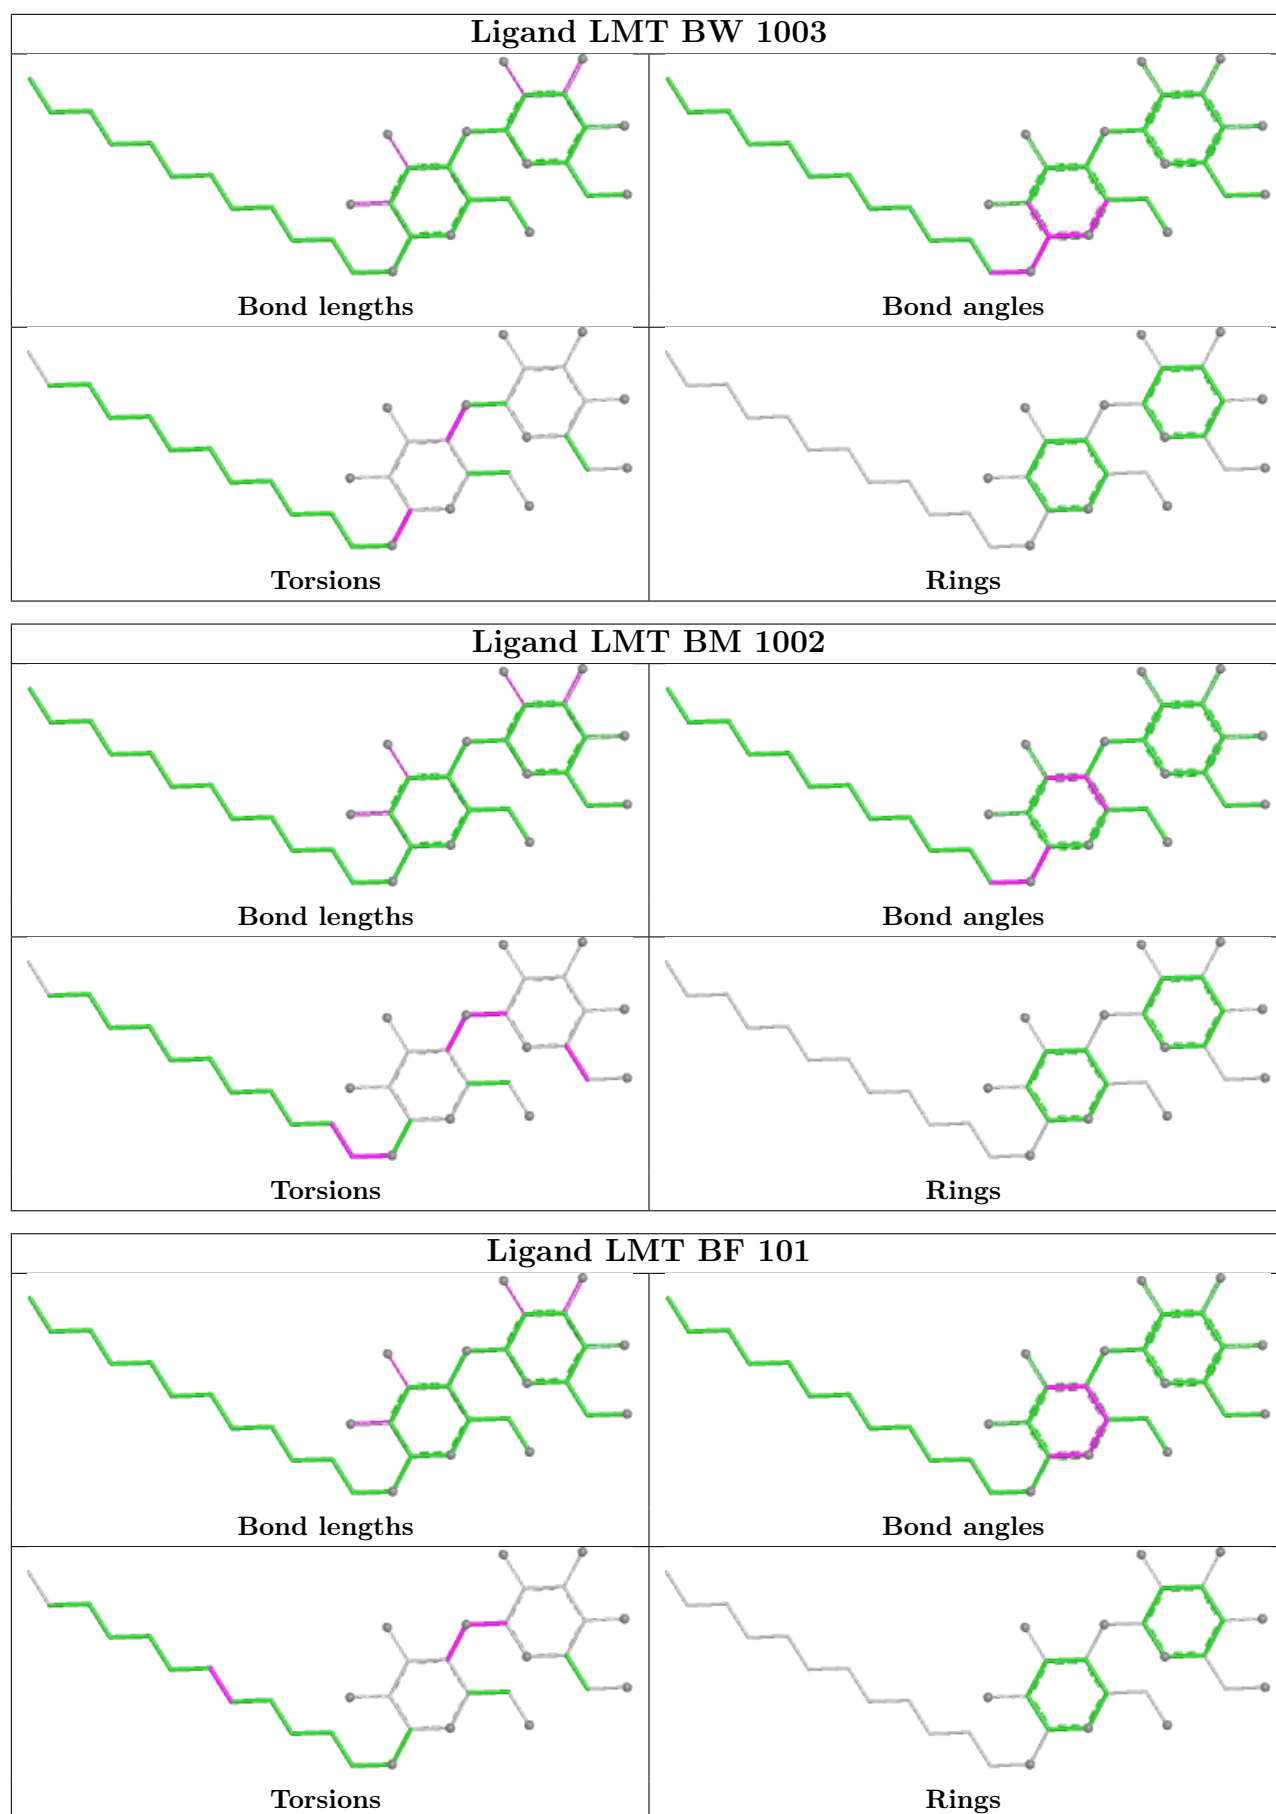 Ligand LMT BW 1003
Bond lengths
Bond angles
Torsions
Rings
Ligand LMT BM 1002
Bond lengths
Bond angles
Torsions
Rings
Ligand LMT BF 101
Bond lengths
Bond angles
Torsions
Rings